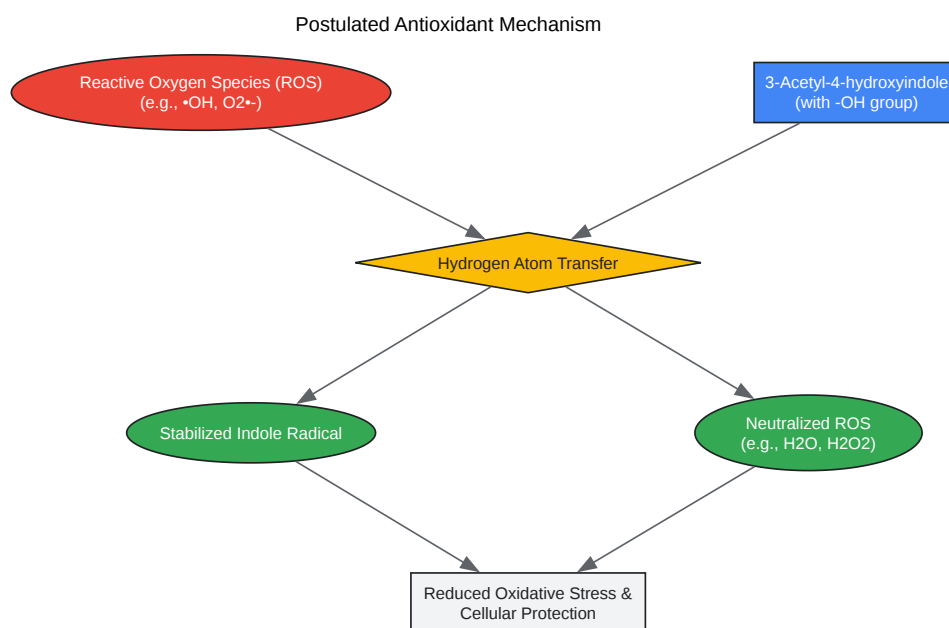 Postulated Antioxidant Mechanism
Reactive Oxygen Species (ROS)
(e.g., •OH, O2•-)
3-Acetyl-4-hydroxyindole
(with -OH group)
Hydrogen Atom Transfer
Stabilized Indole Radical
Neutralized ROS
(e.g., H2O, H2O2)
Reduced Oxidative Stress &
Cellular Protection